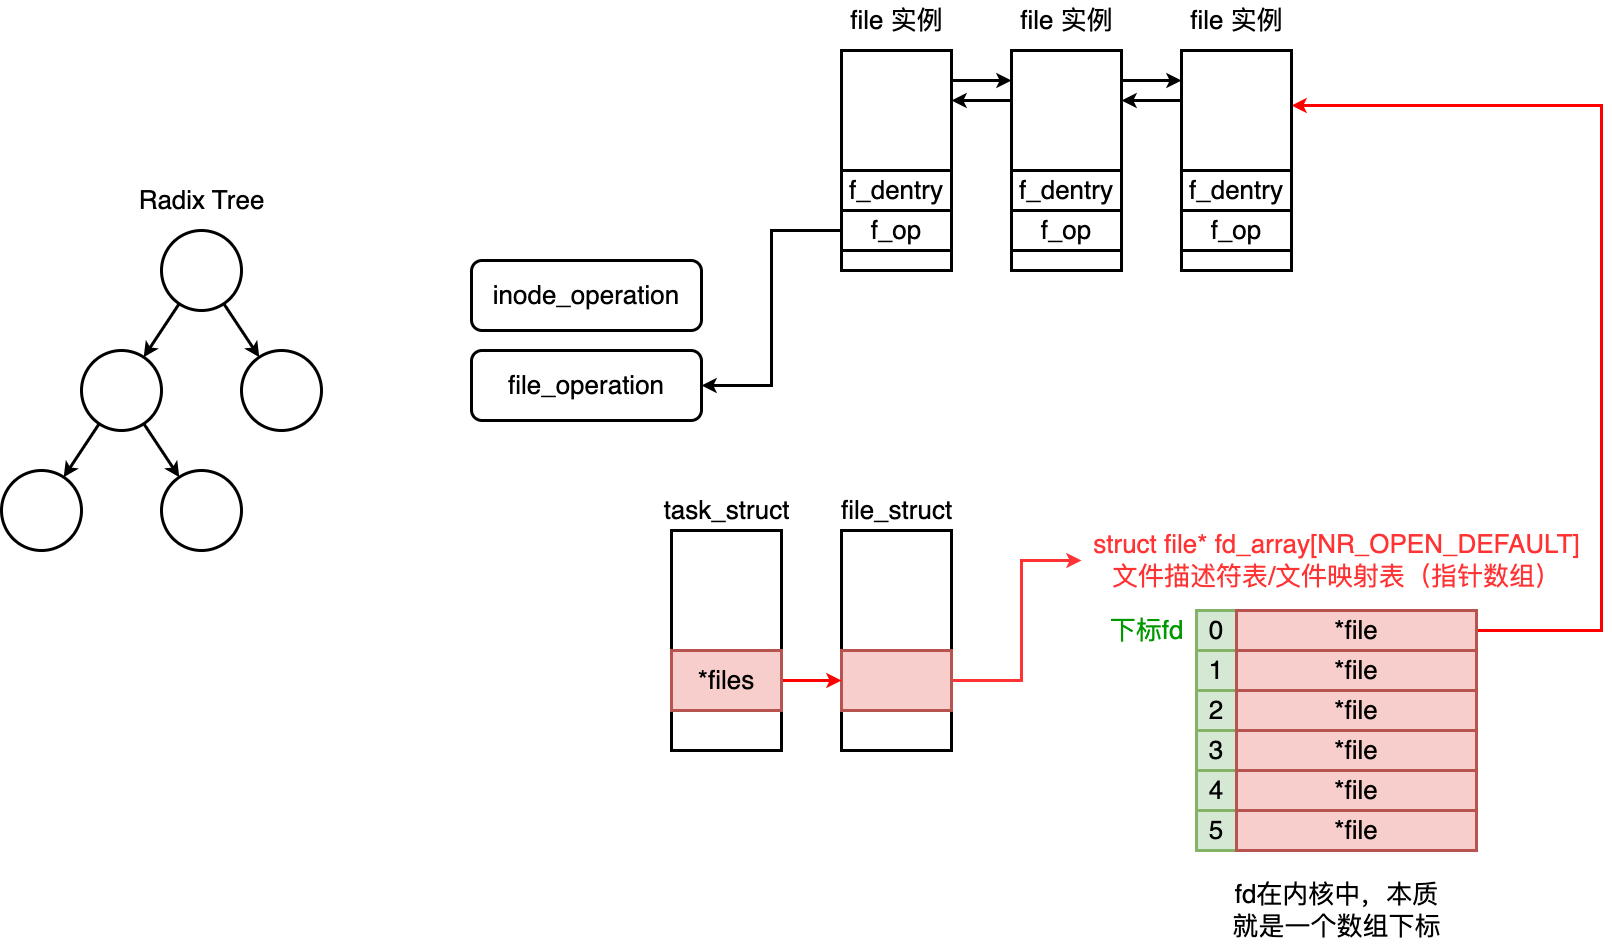 file 实例
file 实例
file 实例
f_dentry
f_dentry
f_dentry
f_op
f_op
f_op
Radix Tree
inode_operation
file_operation
task_struct
file_struct
*files
struct file* fd_array[NR_OPEN_DEFAULT]
文件描述符表/文件映射表（指针数组）
下标fd
0 *file
1 *file
2 *file
3 *file
4 *file
5 *file
fd在内核中，本质
就是一个数组下标